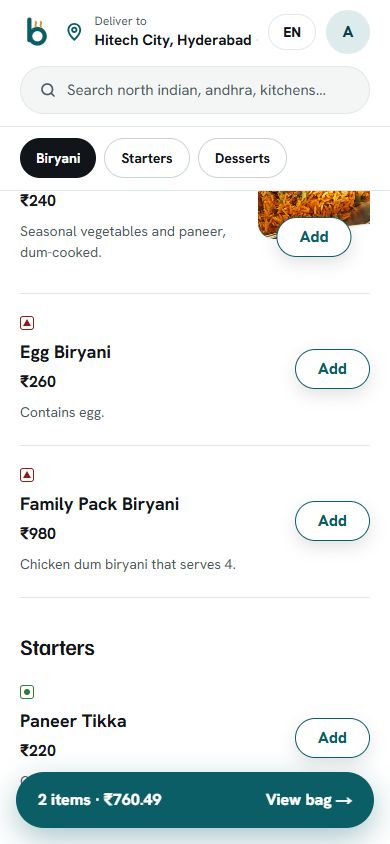 b
Deliver to
Hitech City, Hyderabad
EN
A
Search north indian, andhra, kitchens...
Biryani
Starters
Desserts
₹240
Seasonal vegetables and paneer,
dum-cooked.
Add
Egg Biryani
₹260
Contains egg.
Add
Family Pack Biryani
₹980
Chicken dum biryani that serves 4.
Add
Starters
Paneer Tikka
₹220
Add
2 items · ₹760.49
View bag →